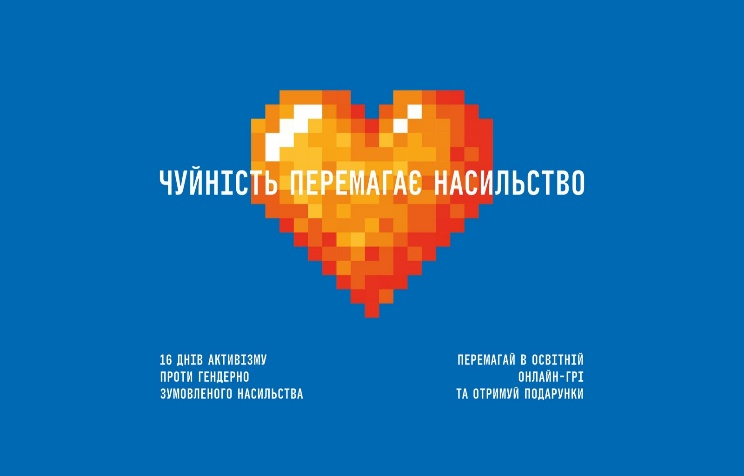 ЧУЙНІСТЬ ПЕРЕМАГАЄ НАСИЛЬСТВО
16 ДНІВ АКТИВІЗМУ
ПРОТИ ГЕНДЕРНО
ЗУМОВЛЕНОГО НАСИЛЬСТВА
ПЕРЕМАГАЙ В ОСВІТНІЙ
ОНЛАЙН-ГРІ
ТА ОТРИМУЙ ПОДАРУНКИ